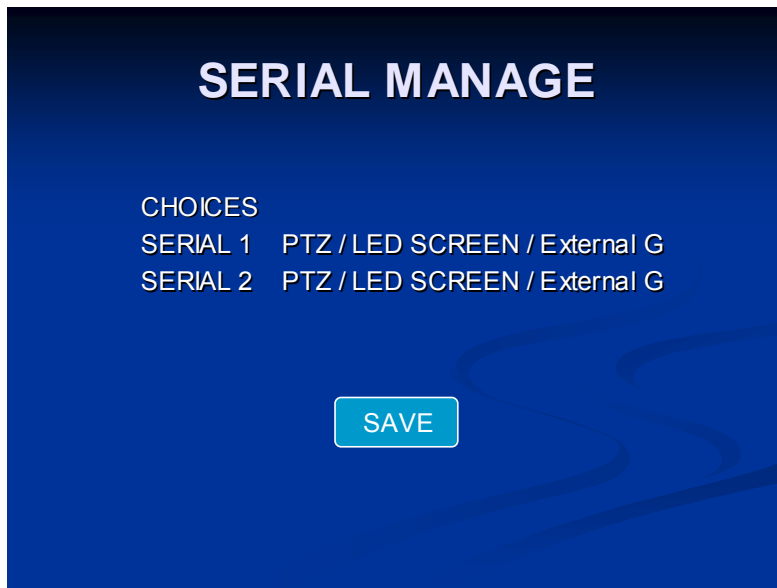 SERIAL MANAGE
CHOICES
SERIAL 1 PTZ / LED SCREEN / External G
SERIAL 2 PTZ / LED SCREEN / External G
SAVE